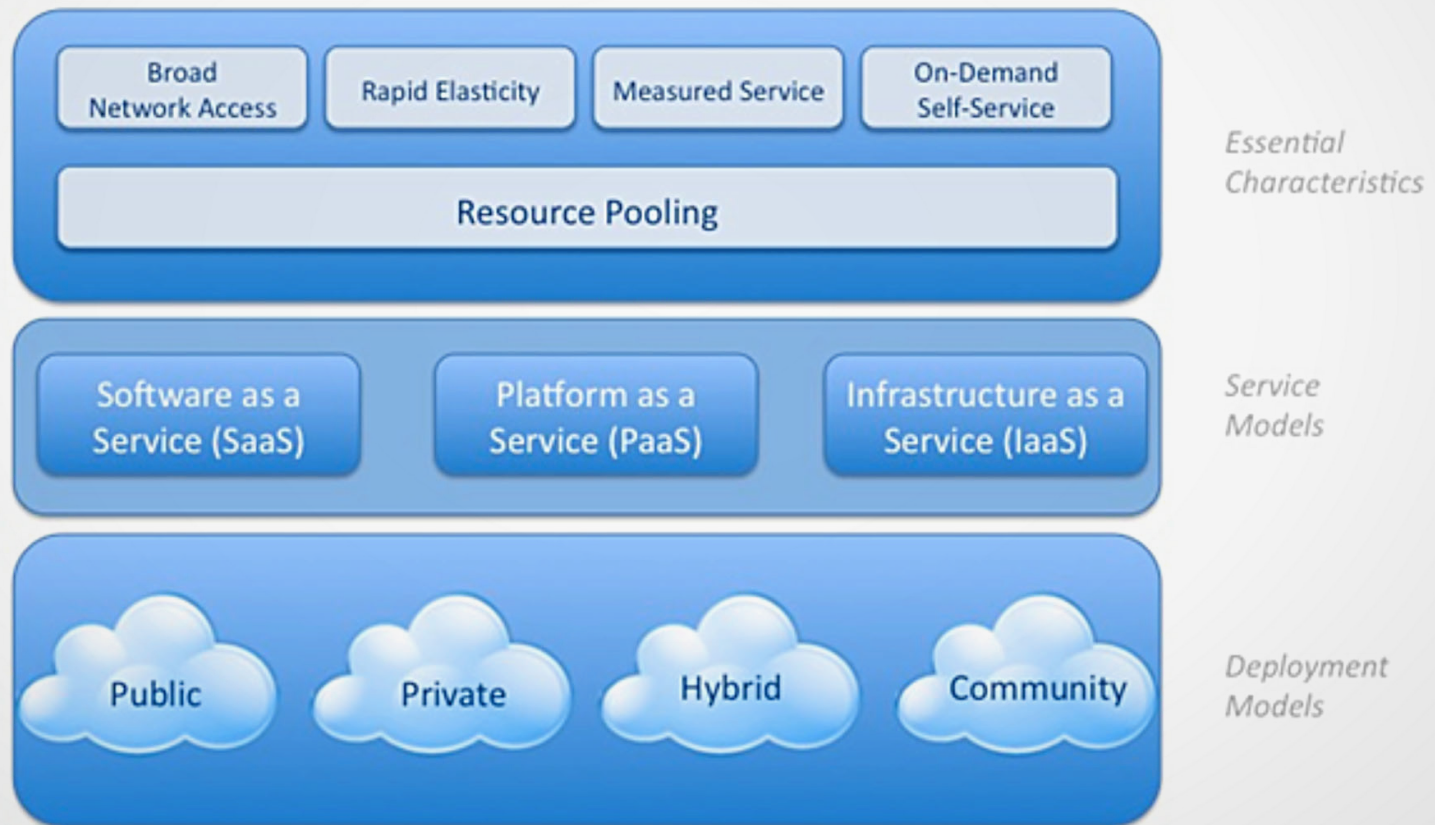 Broad
Network Access
Rapid Elasticity
Measured Service
On-Demand
Self-Service
Resource Pooling
Essential
Characteristics
Software as a
Service (SaaS)
Platform as a
Service (PaaS)
Infrastructure as a
Service (IaaS)
Service
Models
Public
Private
Hybrid
Community
Deployment
Models